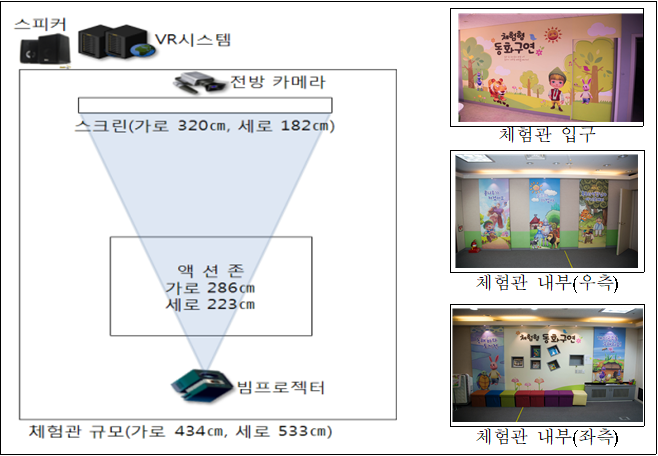 스피커
VR시스템
전방 카메라
스크린(가로 320㎝, 세로 182㎝)
액 션 존
가로 286㎝
세로 223㎝
빔프로젝터
체험관 규모(가로 434㎝, 세로 533㎝)
체험형
동화구연
체험관 입구
체험관 내부(우측)
체험형 동화구연
체험관 내부(좌측)